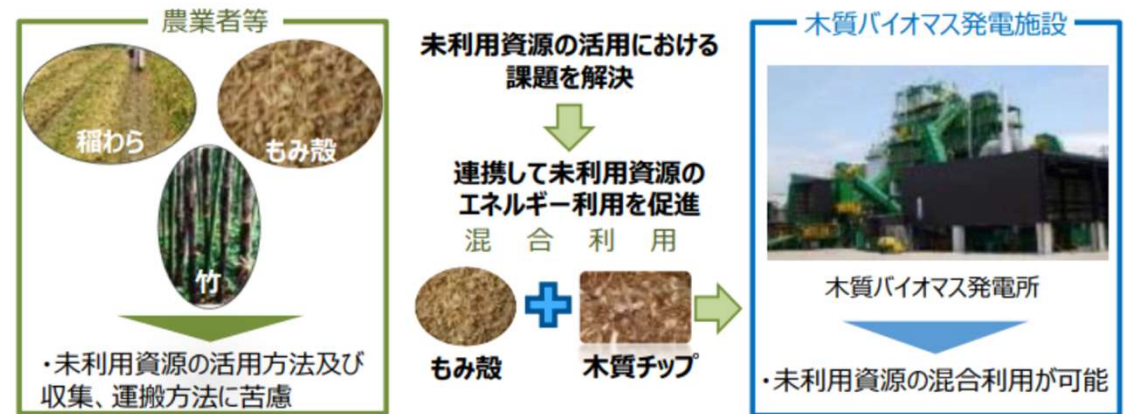 農業者等
稲わら
もみ殻
竹
・未利用資源の活用方法及び
収集、運搬方法に苦慮
未利用資源の活用における
課題を解決
連携して未利用資源の
エネルギー利用を促進
混合利用
もみ殻
木質チップ
木質バイオマス発電施設
木質バイオマス発電所
・未利用資源の混合利用が可能